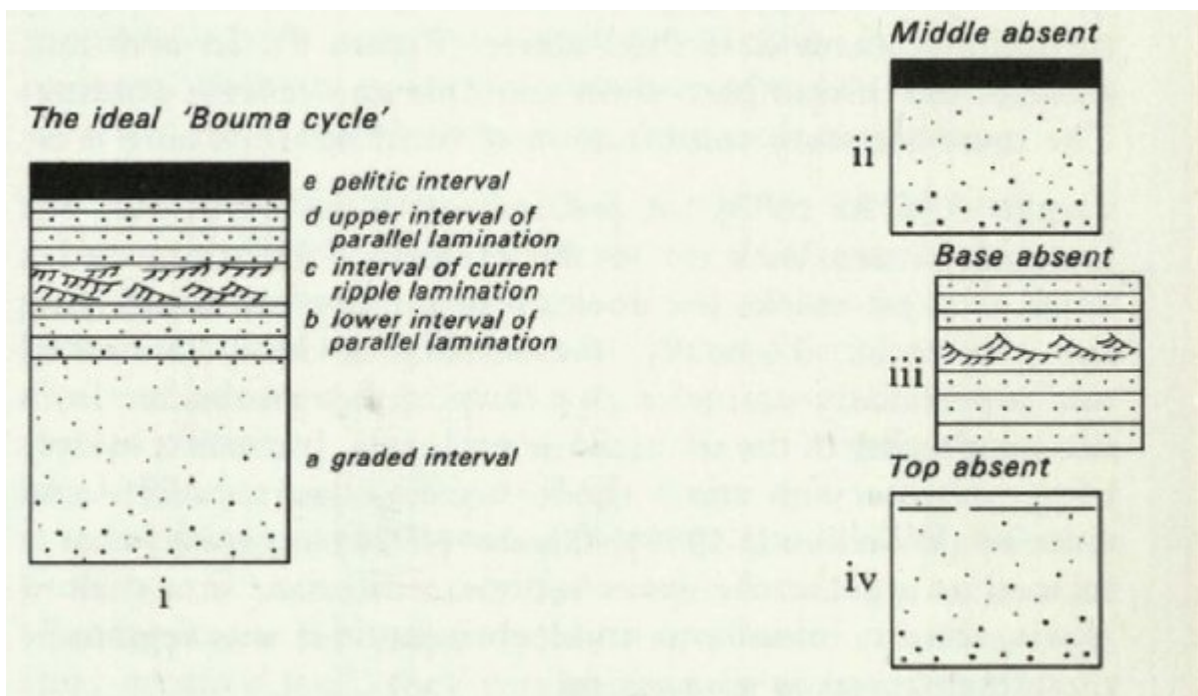 The ideal 'Bouma cycle'
e pelitic interval
d upper interval of
parallel lamination
c interval of current
ripple lamination
b lower interval of
parallel lamination
a graded interval
i
Middle absent
ii
Base absent
iii
Top absent
iv